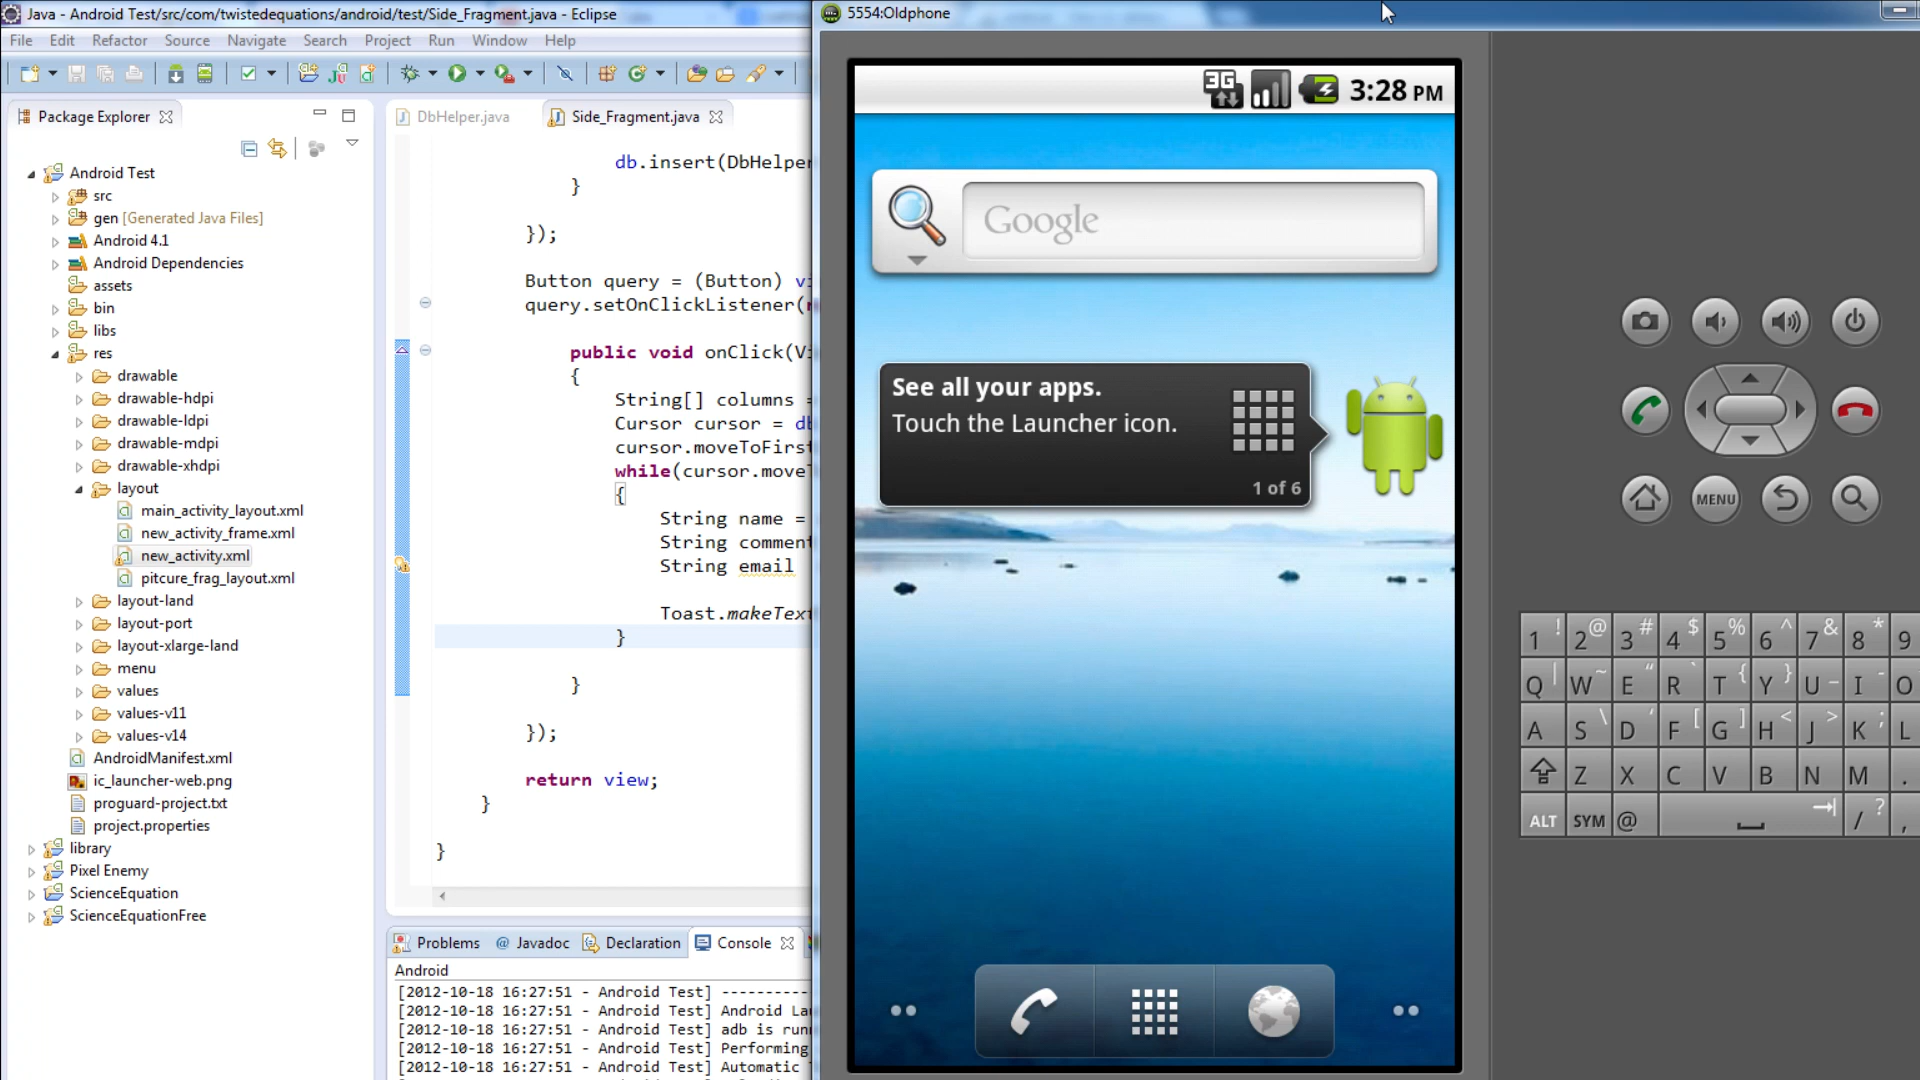 Java - Android Test/src/com/twistedequations/android/test/Side_Fragment.java - Eclipse
File Edit Refactor Source Navigate Search Project Run Window Help
Package Explorer
Android Test
src
gen [Generated Java Files]
Android 4.1
Android Dependencies
assets
bin
libs
res
drawable
drawable-hdpi
drawable-ldpi
drawable-mdpi
drawable-xhdpi
layout
main_activity_layout.xml
new_activity_frame.xml
new_activity.xml
pitcure_frag_layout.xml
layout-land
layout-port
layout-xlarge-land
menu
values
values-v11
values-v14
AndroidManifest.xml
ic_launcher-web.png
proguard-project.txt
project.properties
library
Pixel Enemy
ScienceEquation
ScienceEquationFree
DbHelper.java Side_Fragment.java
db.insert(DbHelper
}
});
Button query = (Button) vi
query.setOnClickListener(
public void onClick(Vi
{
String[] columns =
Cursor cursor = db
cursor.moveToFirst
while(cursor.moveT
{
String name =
String comment
String email
Toast.makeText
}
}
});
return view;
}
}
Problems @ Javadoc Declaration Console
Android
[2012-10-18 16:27:51 - Android Test] ----------
[2012-10-18 16:27:51 - Android Test] Android La
[2012-10-18 16:27:51 - Android Test] adb is run
[2012-10-18 16:27:51 - Android Test] Performing
[2012-10-18 16:27:51 - Android Test] Automatic
5554:Oldphone
3G 3:28 PM
Google
See all your apps.
Touch the Launcher icon.
1 of 6
MENU
1 ! 2 @ 3 # 4 $ 5 % 6 ^ 7 & 8 * 9
Q | W ~ E “ R ` T { Y } U _ I - O
A S \ D ' F [ G ] H < J > K ; L
Z X C V B N M .
ALT SYM @ / ? ,